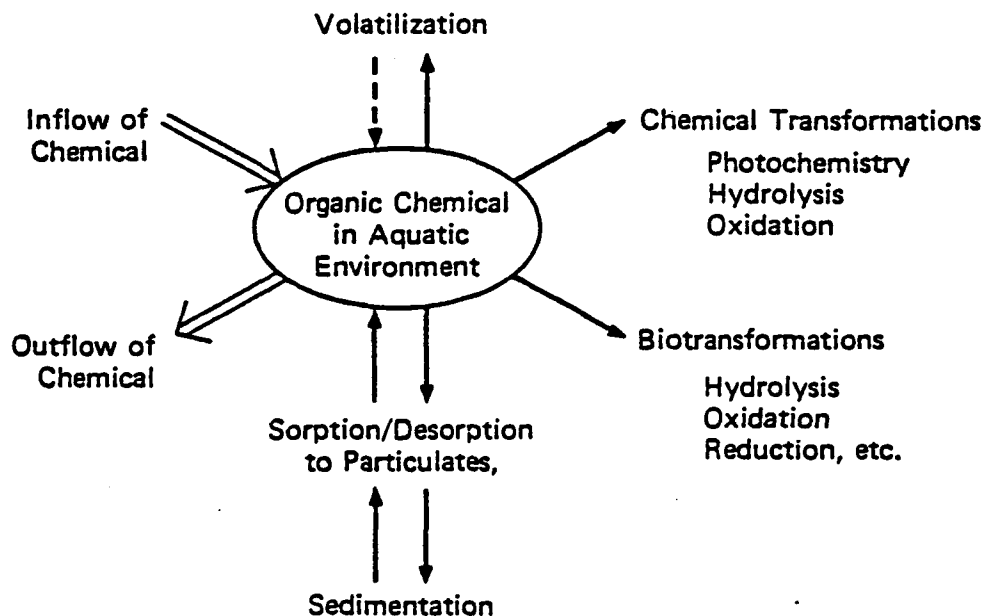 Volatilization
Inflow of
Chemical
Organic Chemical
in Aquatic
Environment
Chemical Transformations
Photochemistry
Hydrolysis
Oxidation
Outflow of
Chemical
Biotransformations
Hydrolysis
Oxidation
Reduction, etc.
Sorption/Desorption
to Particulates,
Sedimentation